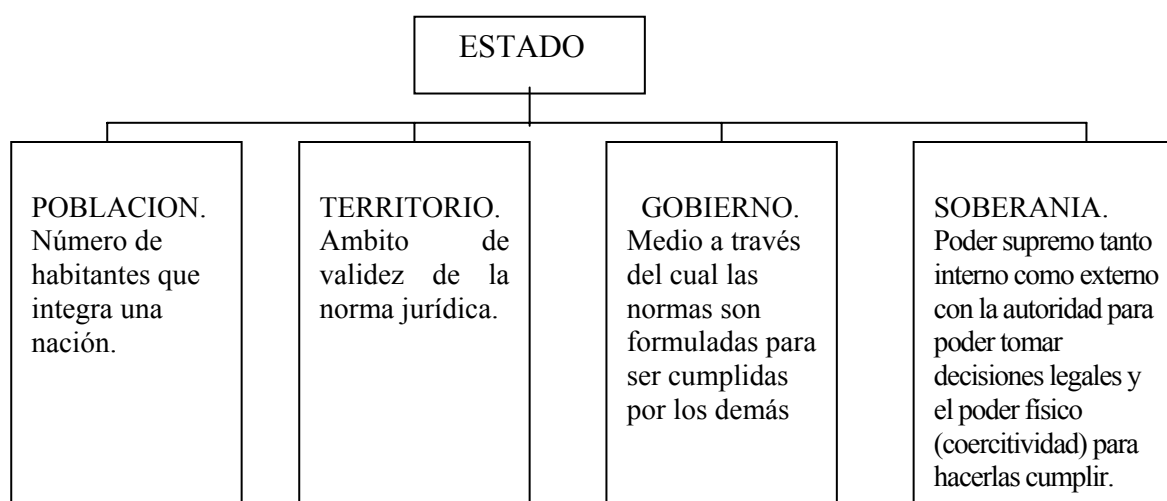 ESTADO
POBLACION.
Número de
habitantes que
integra una
nación.
TERRITORIO.
Ambito de
validez de la
norma jurídica.
GOBIERNO.
Medio a través
del cual las
normas son
formuladas para
ser cumplidas
por los demás
SOBERANIA.
Poder supremo tanto
interno como externo
con la autoridad para
poder tomar
decisiones legales y
el poder físico
(coercitividad) para
hacerlas cumplir.